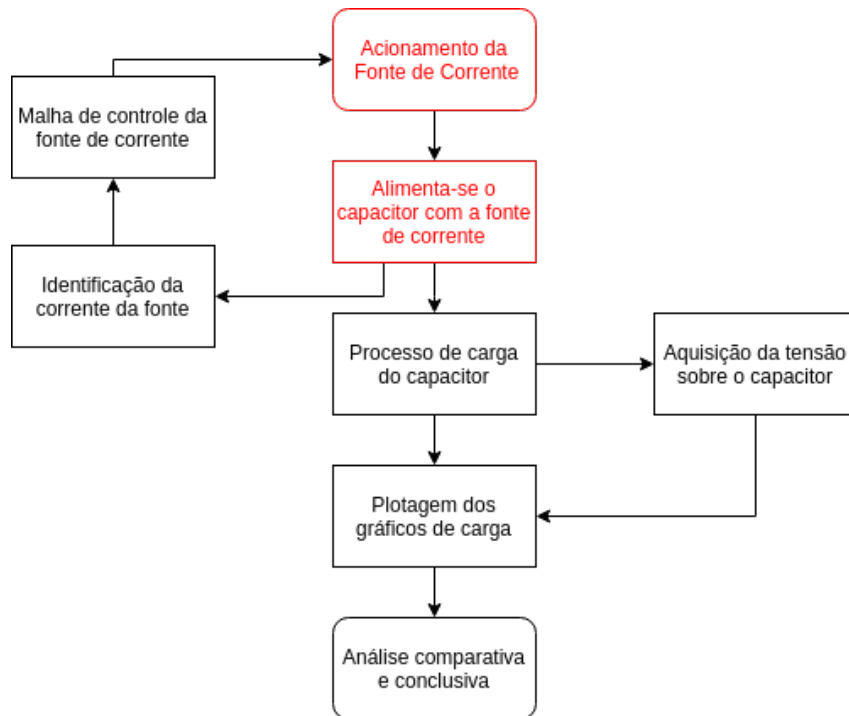 Acionamento da
Fonte de Corrente
Malha de controle da
fonte de corrente
Alimenta-se o
capacitor com a fonte
de corrente
Identificação da
corrente da fonte
Processo de carga
do capacitor
Aquisição da tensão
sobre o capacitor
Plotagem dos
gráficos de carga
Análise comparativa
e conclusiva